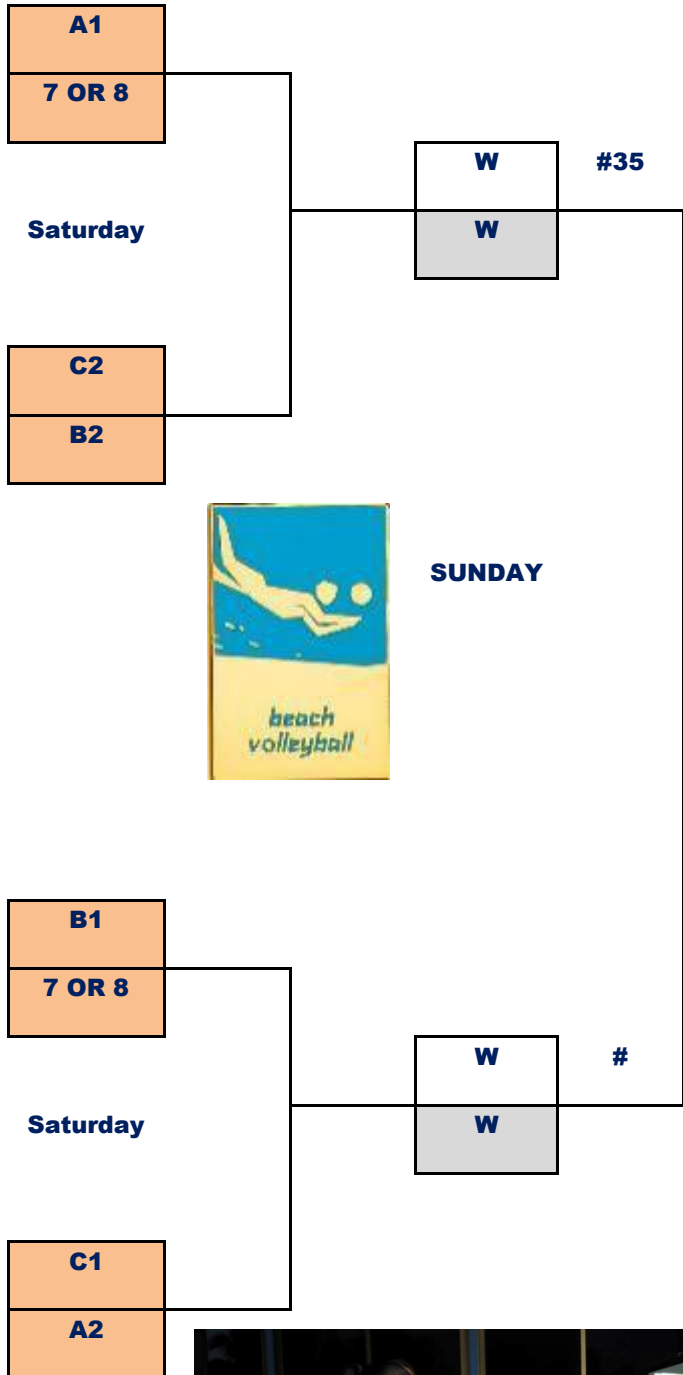 A1
7 OR 8
W #35
Saturday
W
C2
B2
SUNDAY
beach
volleyball
B1
7 OR 8
W #
Saturday
W
C1
A2